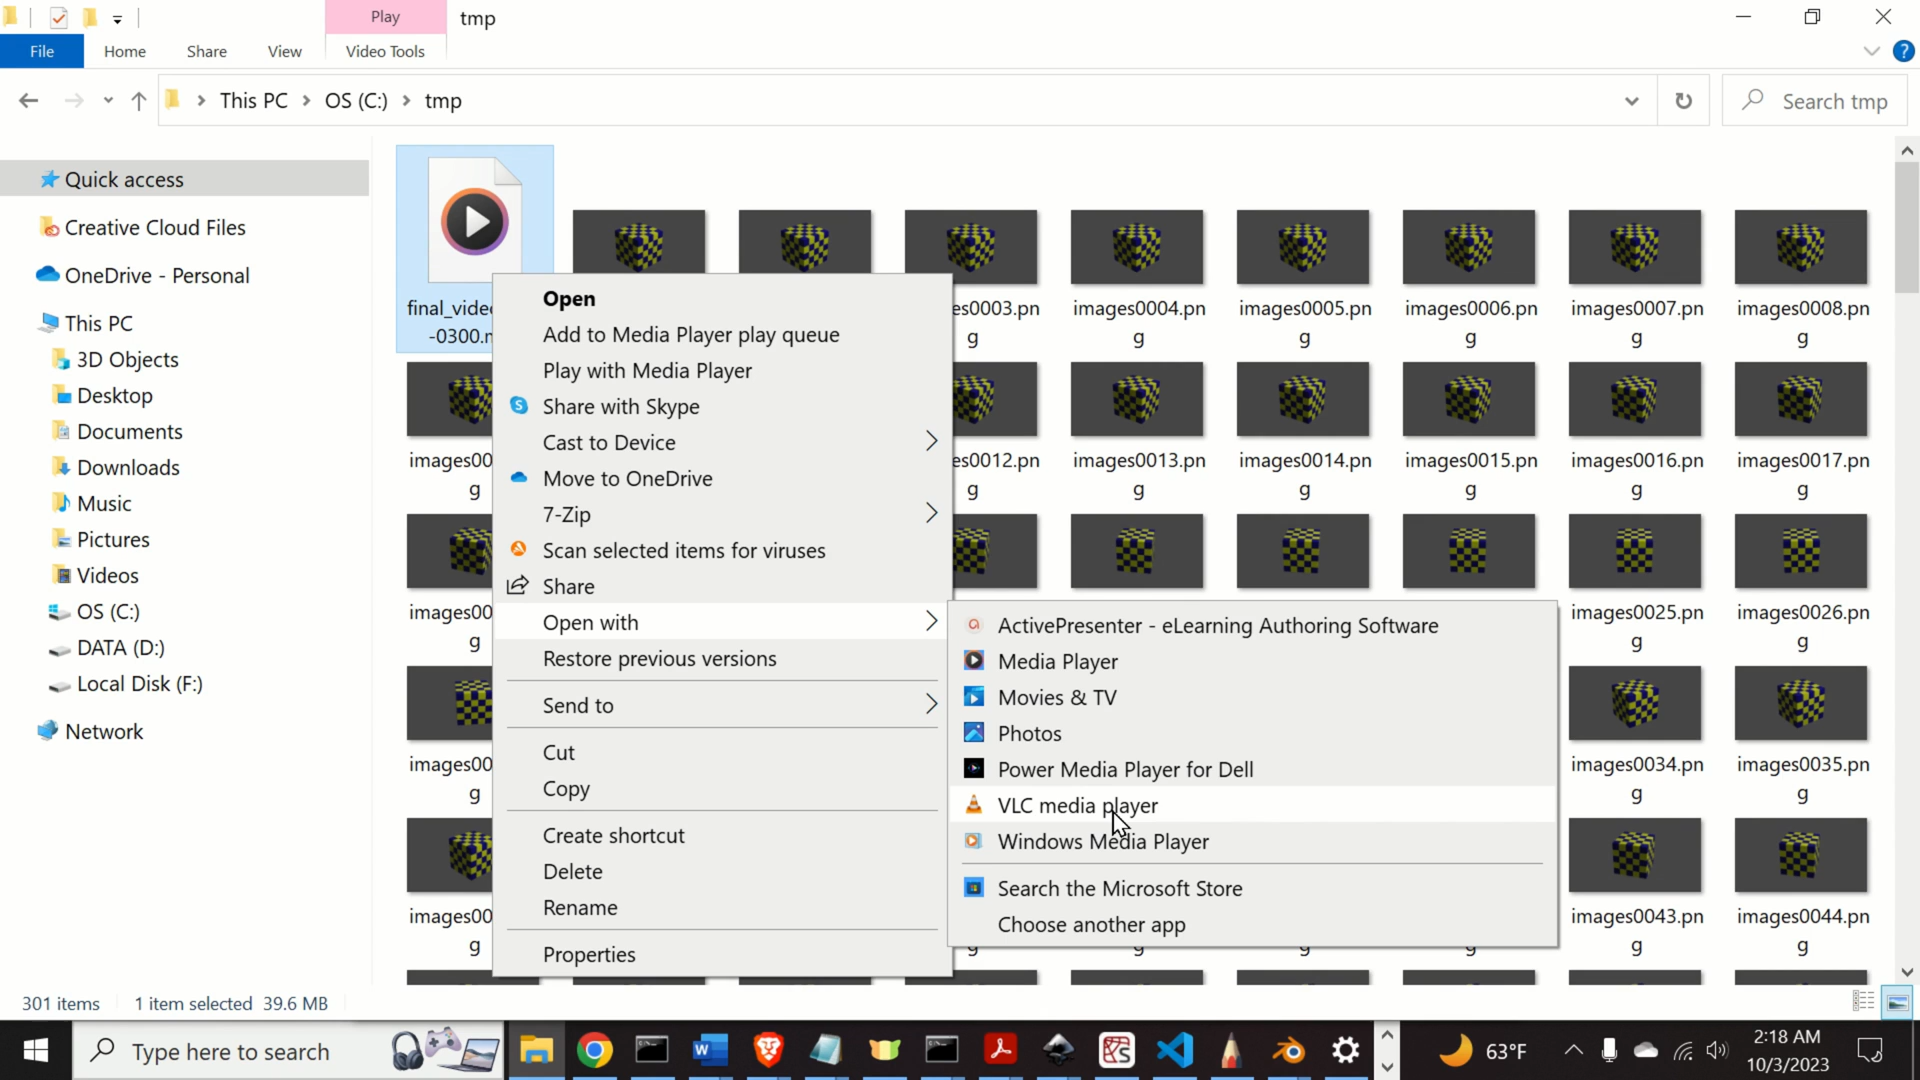 Play
tmp
File
Home
Share
View
Video Tools
This PC
OS (C:)
tmp
Search tmp
Quick access
Creative Cloud Files
OneDrive - Personal
This PC
3D Objects
Desktop
Documents
Downloads
Music
Pictures
Videos
OS (C:)
DATA (D:)
Local Disk (F:)
Network
final_vide
-0300.m
es0003.pn
g
images0004.pn
g
images0005.pn
g
images0006.pn
g
images0007.pn
g
images0008.pn
g
images00
g
es0012.pn
g
images0013.pn
g
images0014.pn
g
images0015.pn
g
images0016.pn
g
images0017.pn
g
images00
g
images0025.pn
g
images0026.pn
g
images00
g
images0034.pn
g
images0035.pn
g
images00
g
images0043.pn
g
images0044.pn
g
Open
Add to Media Player play queue
Play with Media Player
Share with Skype
Cast to Device
Move to OneDrive
7-Zip
Scan selected items for viruses
Share
Open with
Restore previous versions
Send to
Cut
Copy
Create shortcut
Delete
Rename
Properties
ActivePresenter - eLearning Authoring Software
Media Player
Movies & TV
Photos
Power Media Player for Dell
VLC media player
Windows Media Player
Search the Microsoft Store
Choose another app
301 items
1 item selected 39.6 MB
Type here to search
63°F
2:18 AM
10/3/2023